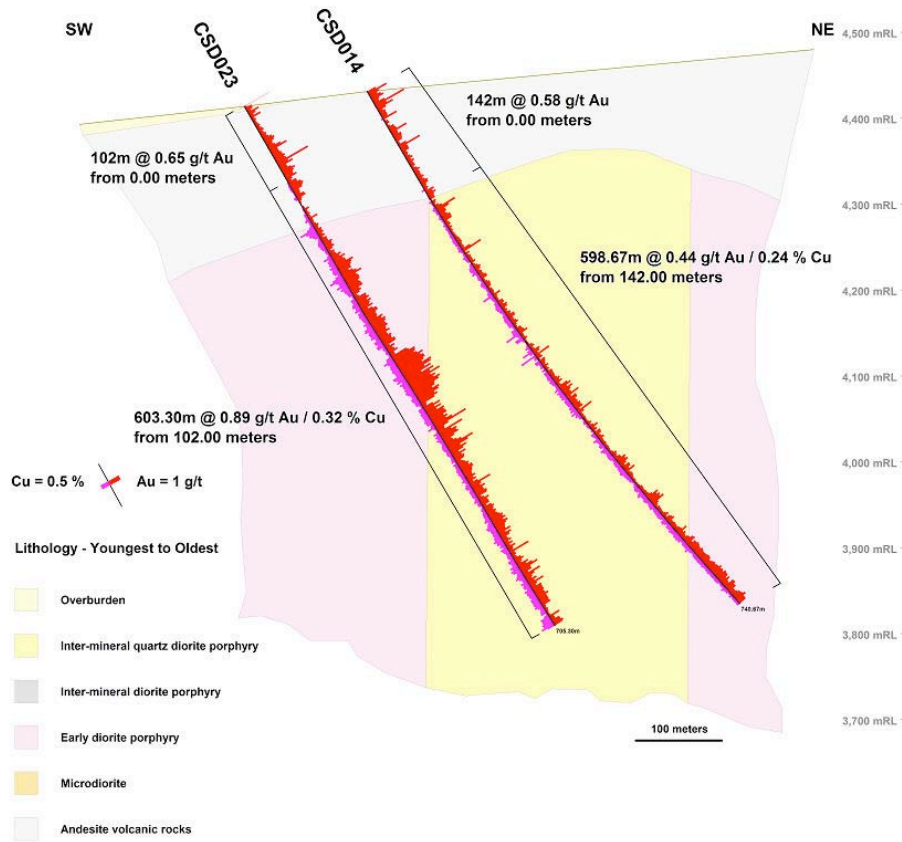 SW
NE
CSD023
CSD014
4,500 mRL
4,400 mRL
4,300 mRL
4,200 mRL
4,100 mRL
4,000 mRL
3,900 mRL
3,800 mRL
3,700 mRL
142m @ 0.58 g/t Au
from 0.00 meters
102m @ 0.65 g/t Au
from 0.00 meters
598.67m @ 0.44 g/t Au / 0.24 % Cu
from 142.00 meters
603.30m @ 0.89 g/t Au / 0.32 % Cu
from 102.00 meters
Cu = 0.5 %
Au = 1 g/t
705.30m
740.67m
100 meters
Lithology - Youngest to Oldest
Overburden
Inter-mineral quartz diorite porphyry
Inter-mineral diorite porphyry
Early diorite porphyry
Microdiorite
Andesite volcanic rocks